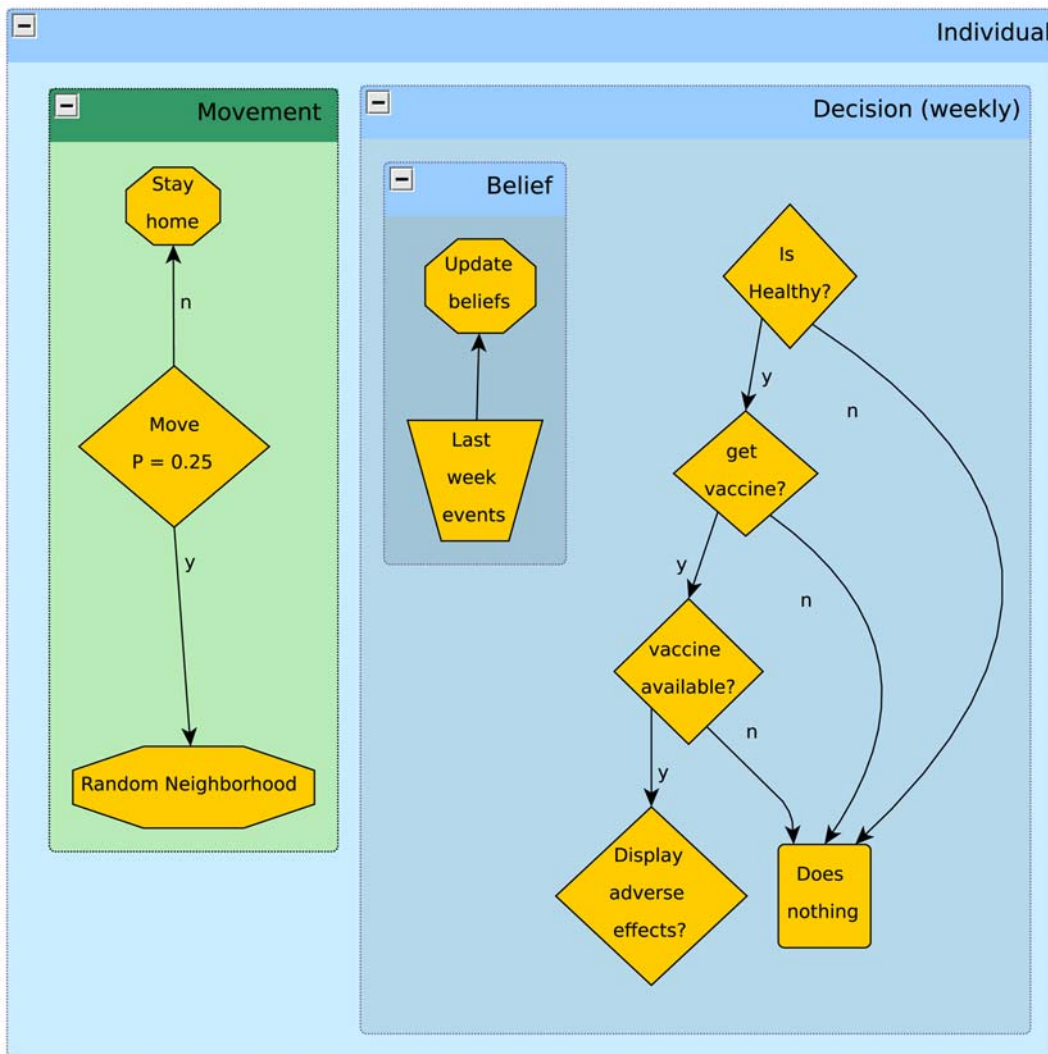 Individual
Movement
Stay
home
n
Move
P = 0.25
y
Random Neighborhood
Decision (weekly)
Belief
Update
beliefs
Last
week
events
Is
Healthy?
y
n
get
vaccine?
y
n
vaccine
available?
n
y
Display
adverse
effects?
Does
nothing